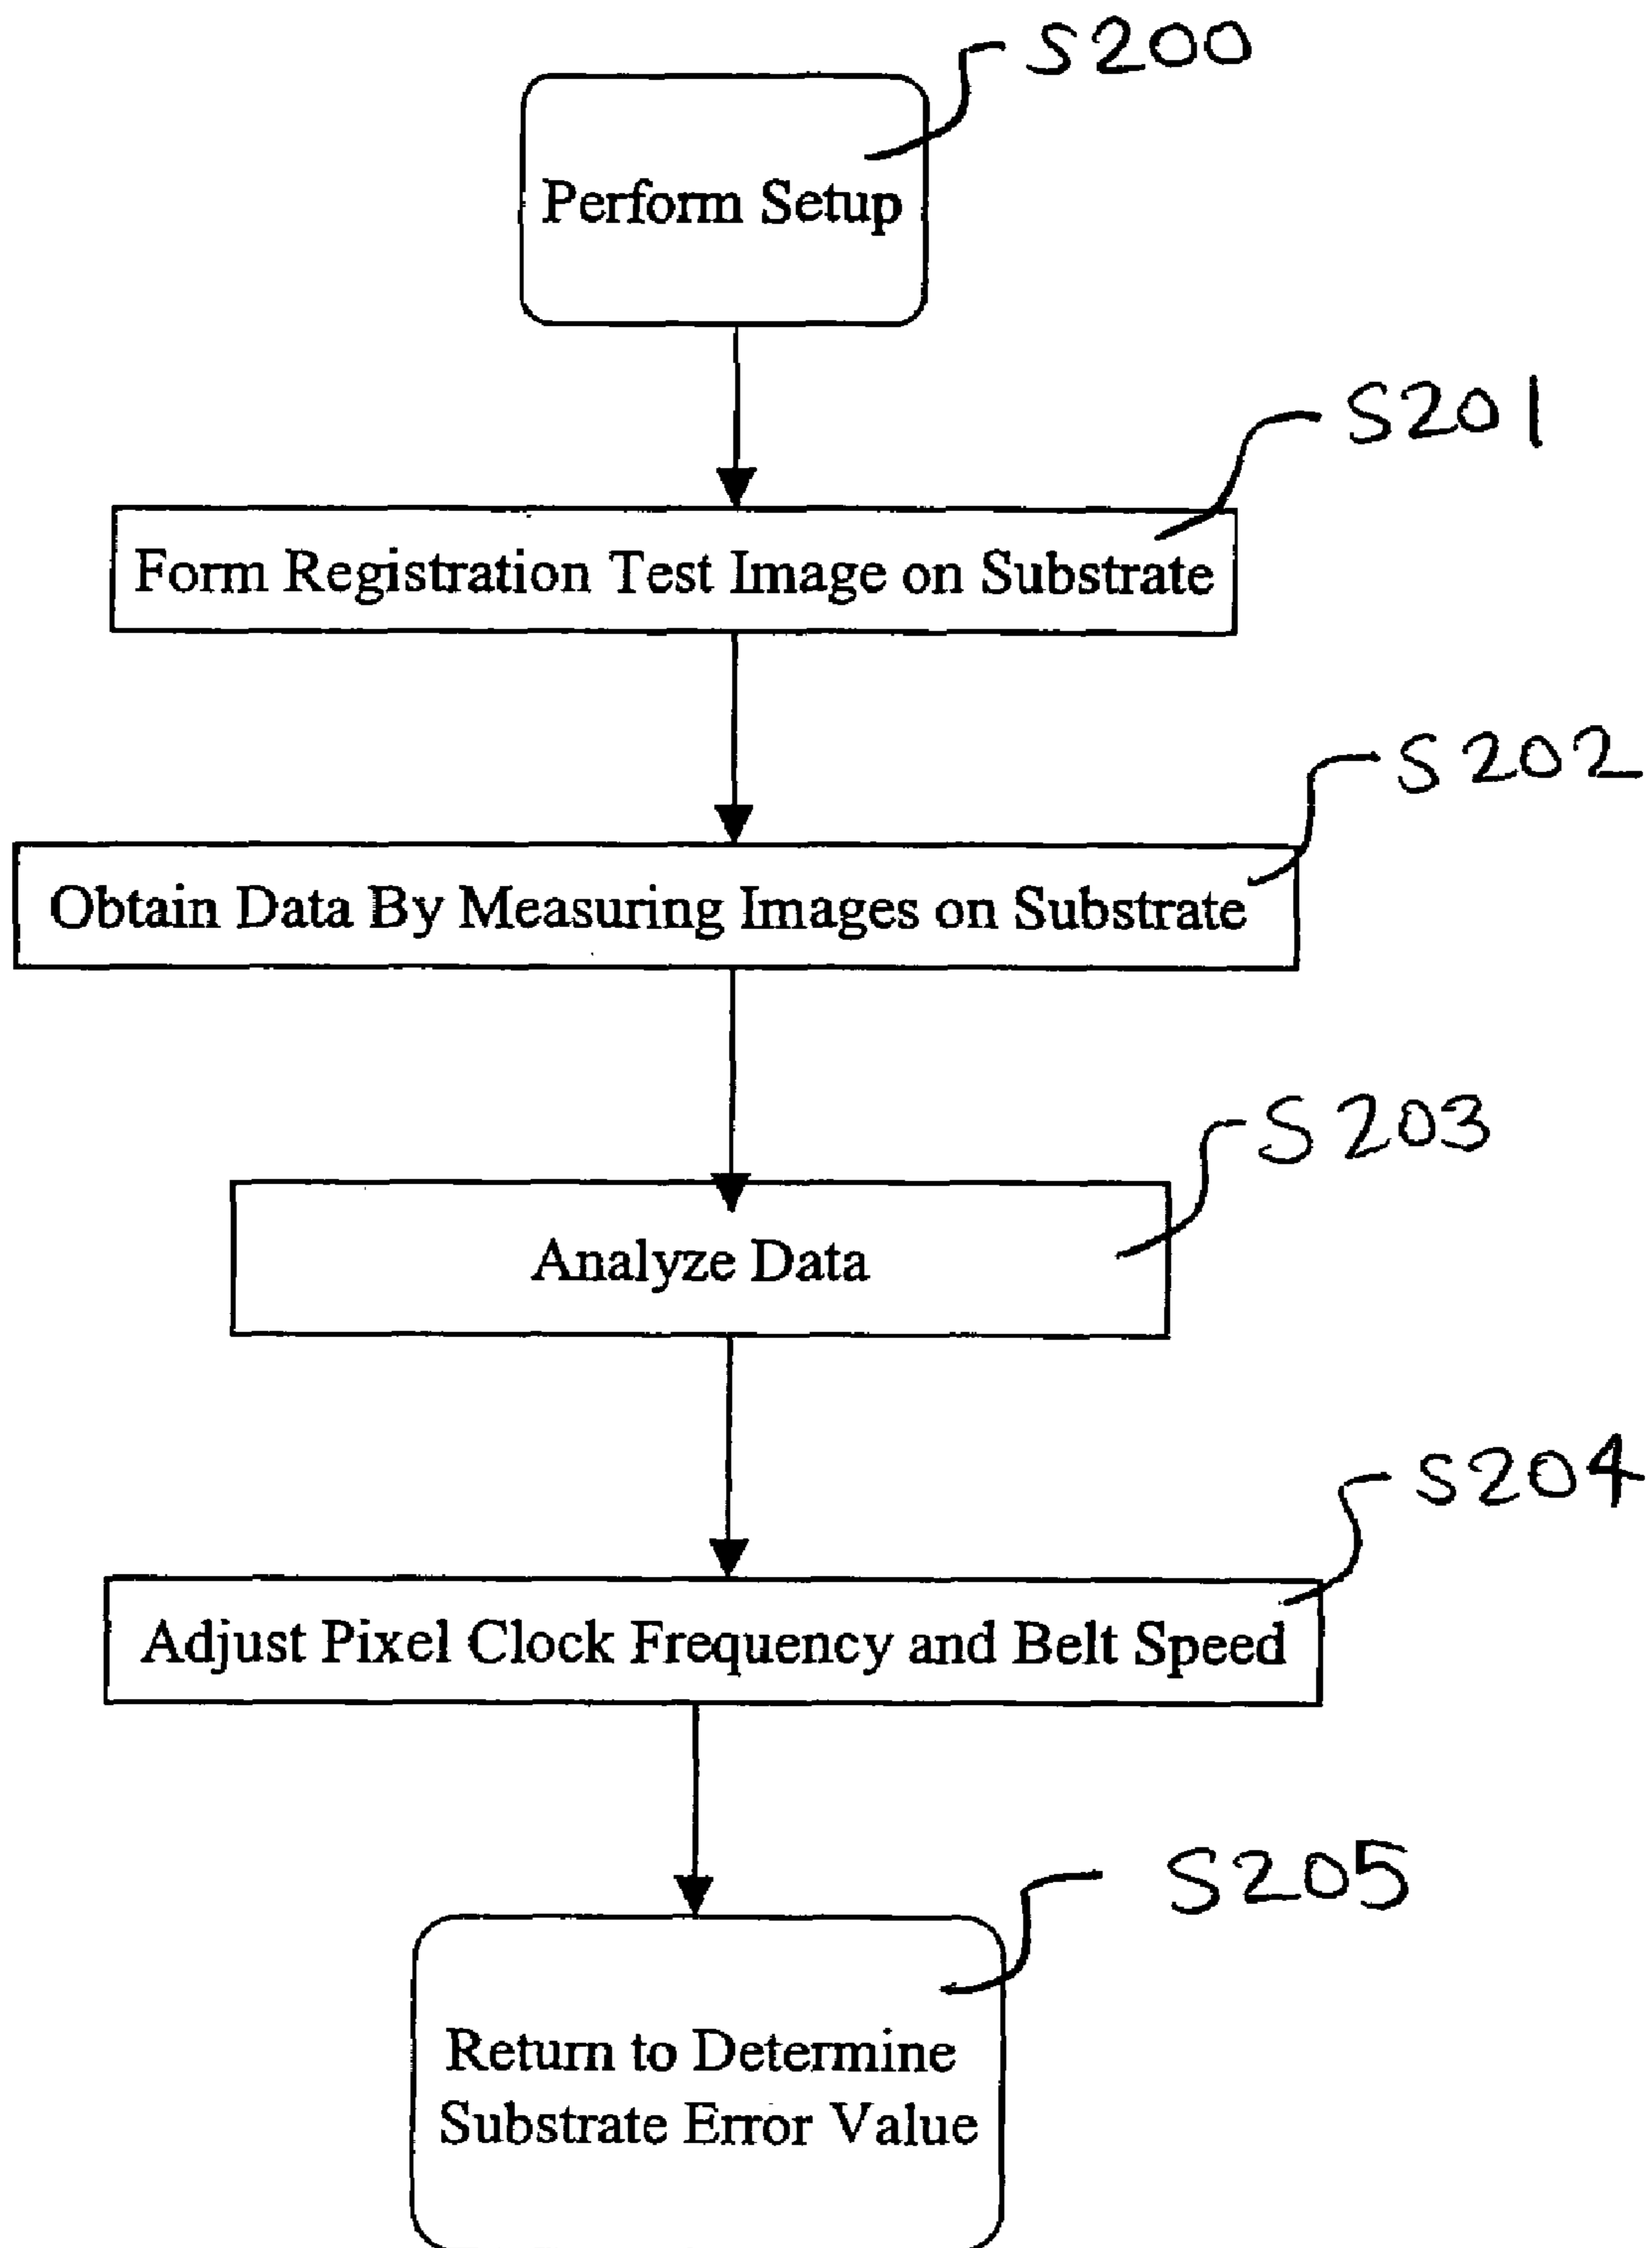 S200
Perform Setup
S201
Form Registration Test Image on Substrate
S202
Obtain Data By Measuring Images on Substrate
S203
Analyze Data
S204
Adjust Pixel Clock Frequency and Belt Speed
S205
Return to Determine
Substrate Error Value